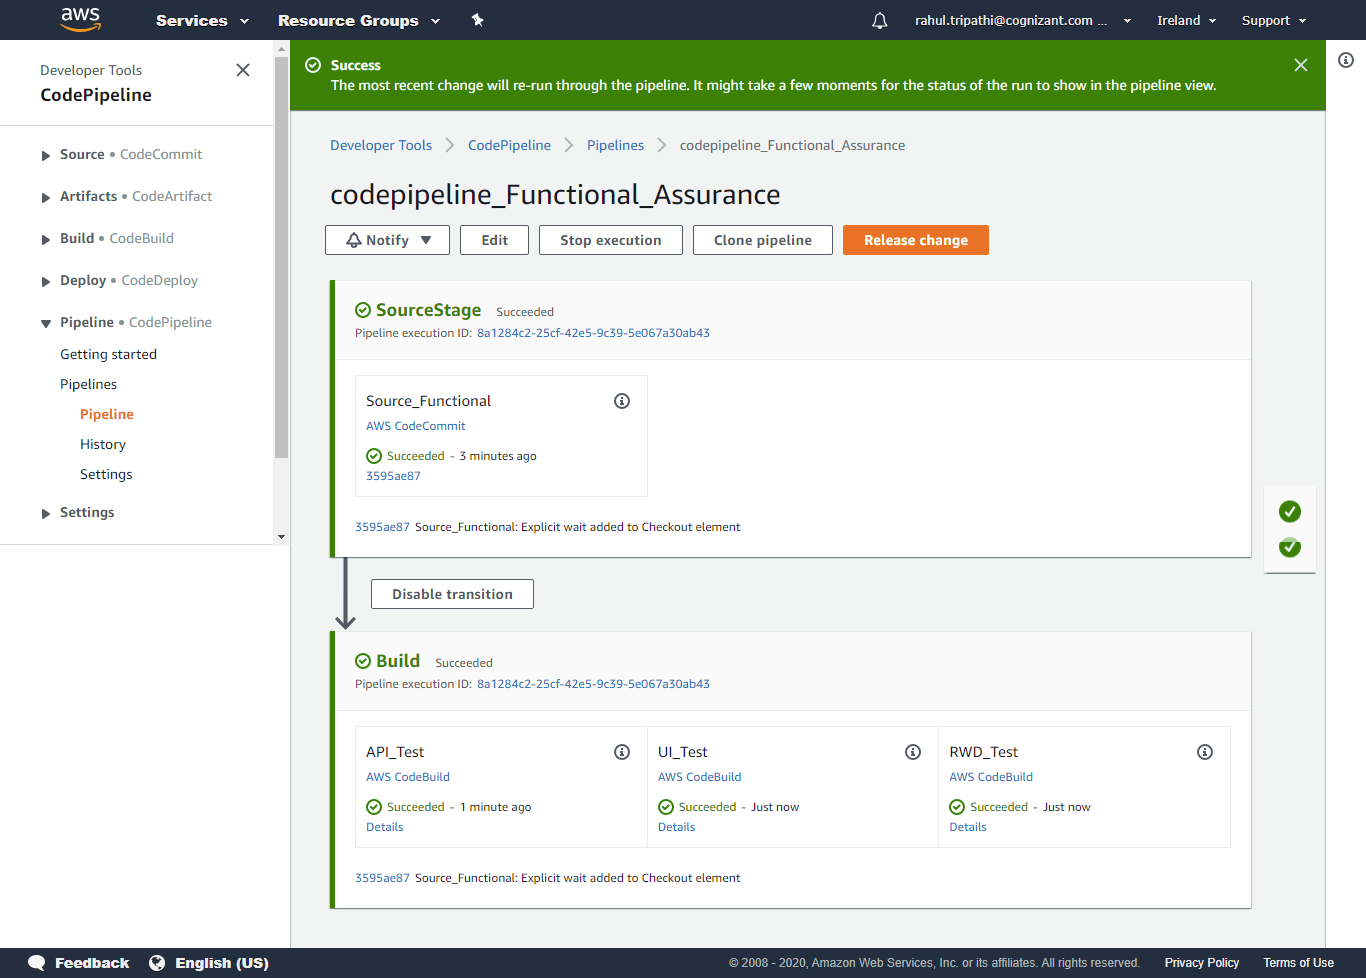 aws
Services
Resource Groups
rahul.tripathi@cognizant.com ...
Ireland
Support
Developer Tools
CodePipeline
Source • CodeCommit
Artifacts • CodeArtifact
Build • CodeBuild
Deploy • CodeDeploy
Pipeline • CodePipeline
Getting started
Pipelines
Pipeline
History
Settings
Settings
Success
The most recent change will re-run through the pipeline. It might take a few moments for the status of the run to show in the pipeline view.
Developer Tools > CodePipeline > Pipelines > codepipeline_Functional_Assurance
codepipeline_Functional_Assurance
Notify
Edit
Stop execution
Clone pipeline
Release change
SourceStage Succeeded
Pipeline execution ID: 8a1284c2-25cf-42e5-9c39-5e067a30ab43
Source_Functional
AWS CodeCommit
Succeeded - 3 minutes ago
3595ae87
3595ae87 Source_Functional: Explicit wait added to Checkout element
Disable transition
Build Succeeded
Pipeline execution ID: 8a1284c2-25cf-42e5-9c39-5e067a30ab43
API_Test
AWS CodeBuild
Succeeded - 1 minute ago
Details
UI_Test
AWS CodeBuild
Succeeded - Just now
Details
RWD_Test
AWS CodeBuild
Succeeded - Just now
Details
3595ae87 Source_Functional: Explicit wait added to Checkout element
Feedback
English (US)
© 2008 - 2020, Amazon Web Services, Inc. or its affiliates. All rights reserved.
Privacy Policy
Terms of Use